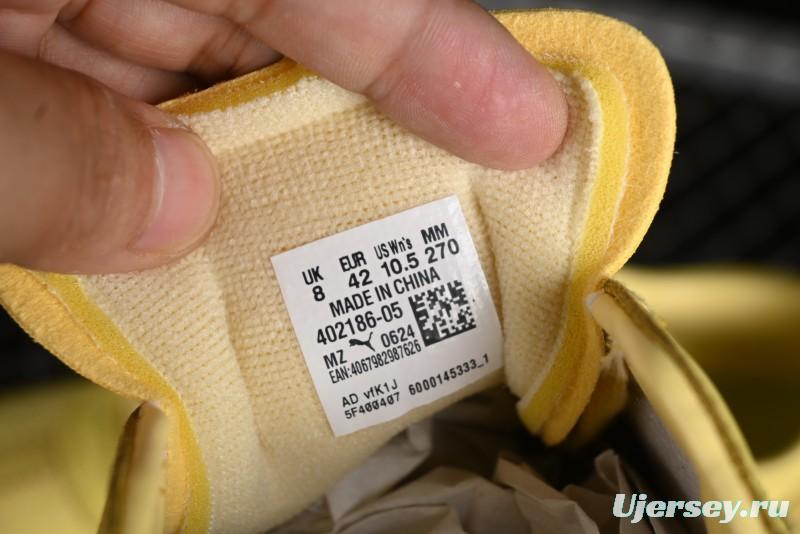 UK EUR US Wn's MM
8 42 10.5 270
MADE IN CHINA
402186-05
MZ 0624
EAN:4067982987626
AD vfK1J
5F400407 6000145333_1
Ujersey.ru